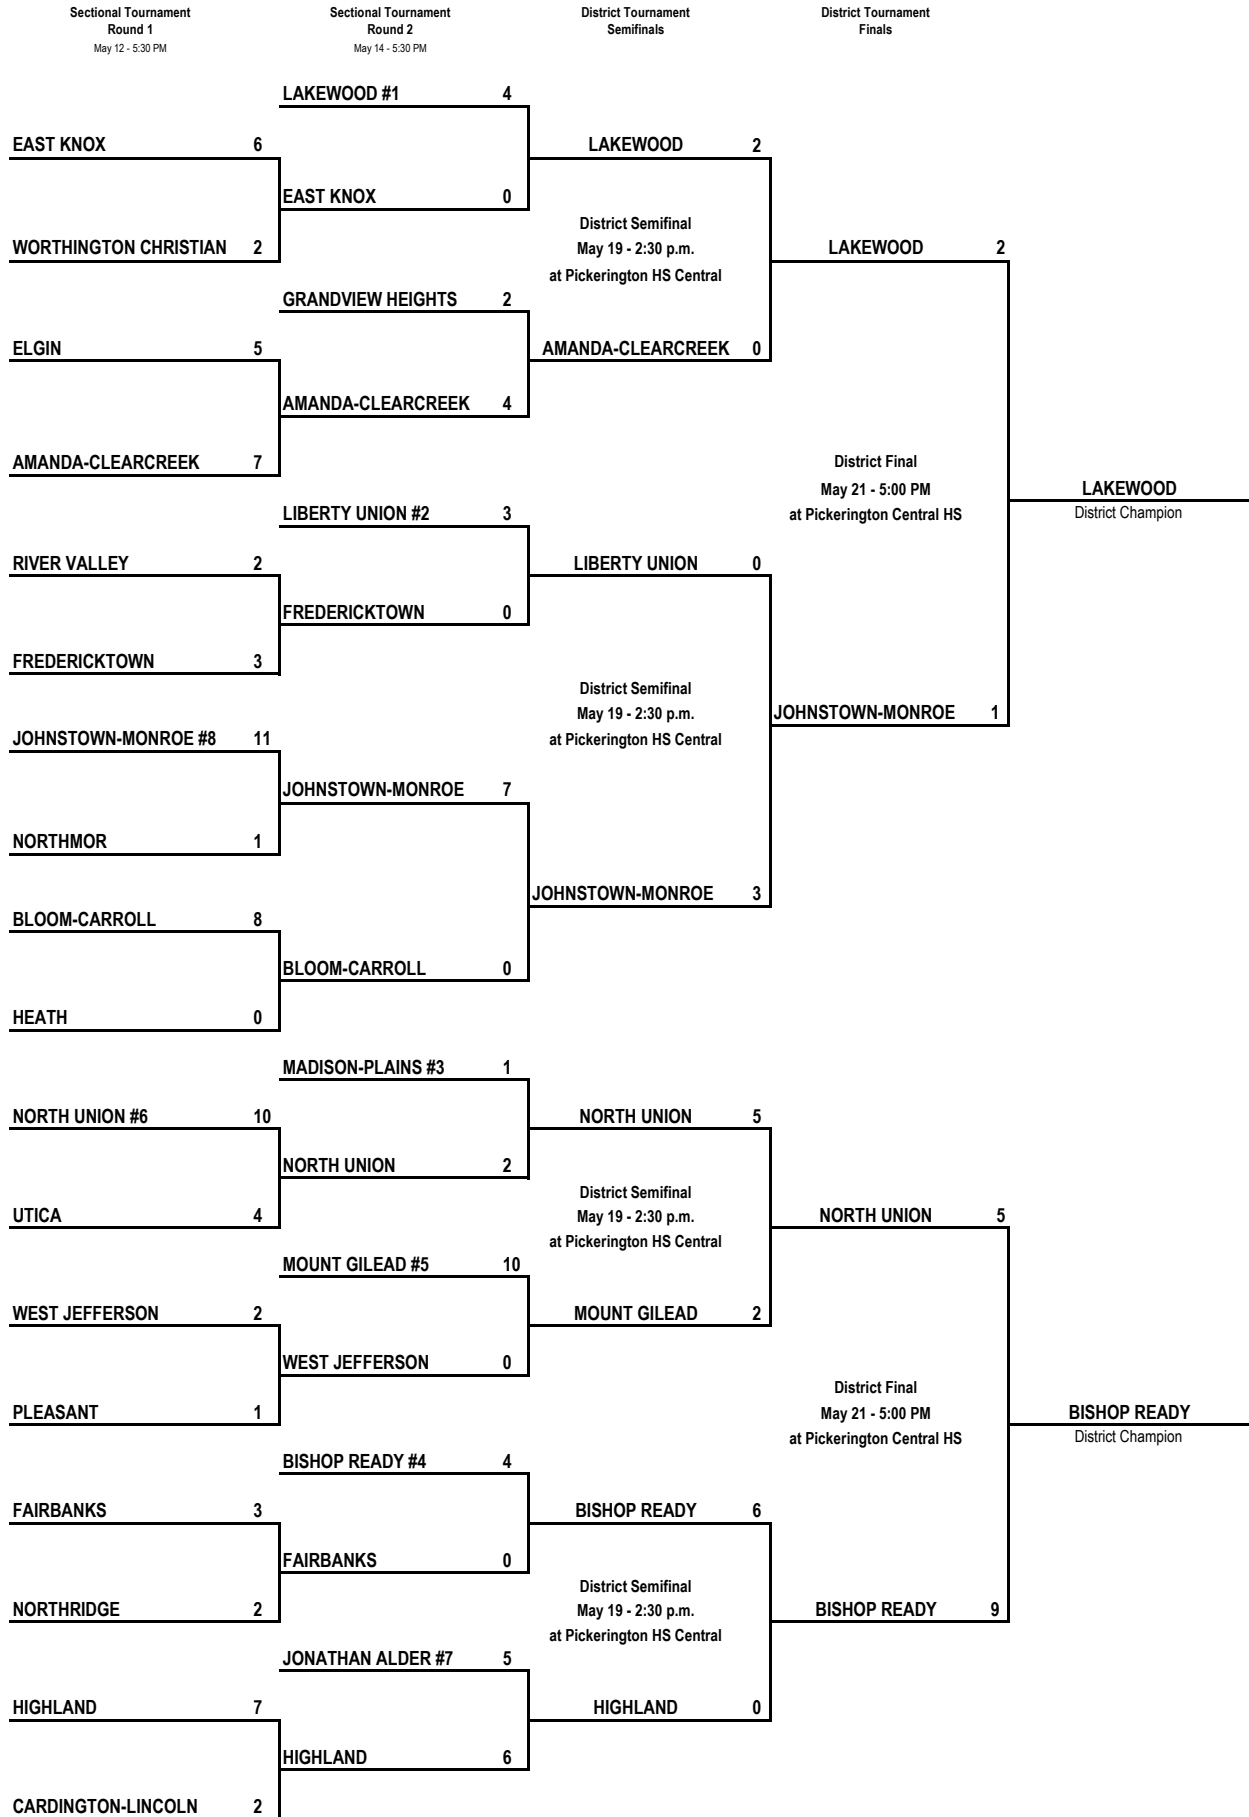 Sectional Tournament
Round 1
May 12 - 5:30 PM
Sectional Tournament
Round 2
May 14 - 5:30 PM
District Tournament
Semifinals
District Tournament
Finals
LAKEWOOD #1 4
EAST KNOX 6
LAKEWOOD 2
EAST KNOX 0
District Semifinal
May 19 - 2:30 p.m.
at Pickerington HS Central
WORTHINGTON CHRISTIAN 2
LAKEWOOD 2
GRANDVIEW HEIGHTS 2
ELGIN 5
AMANDA-CLEARCREEK 0
AMANDA-CLEARCREEK 4
AMANDA-CLEARCREEK 7
District Final
May 21 - 5:00 PM
at Pickerington Central HS
LAKEWOOD
District Champion
LIBERTY UNION #2 3
RIVER VALLEY 2
LIBERTY UNION 0
FREDERICKTOWN 0
FREDERICKTOWN 3
District Semifinal
May 19 - 2:30 p.m.
at Pickerington HS Central
JOHNSTOWN-MONROE 1
JOHNSTOWN-MONROE #8 11
JOHNSTOWN-MONROE 7
NORTHMOR 1
JOHNSTOWN-MONROE 3
BLOOM-CARROLL 8
BLOOM-CARROLL 0
HEATH 0
MADISON-PLAINS #3 1
NORTH UNION #6 10
NORTH UNION 5
NORTH UNION 2
District Semifinal
May 19 - 2:30 p.m.
at Pickerington HS Central
UTICA 4
NORTH UNION 5
MOUNT GILEAD #5 10
WEST JEFFERSON 2
MOUNT GILEAD 2
WEST JEFFERSON 0
District Final
May 21 - 5:00 PM
at Pickerington Central HS
PLEASANT 1
BISHOP READY
District Champion
BISHOP READY #4 4
FAIRBANKS 3
BISHOP READY 6
FAIRBANKS 0
District Semifinal
May 19 - 2:30 p.m.
at Pickerington HS Central
NORTHRIDGE 2
BISHOP READY 9
JONATHAN ALDER #7 5
HIGHLAND 7
HIGHLAND 0
HIGHLAND 6
CARDINGTON-LINCOLN 2